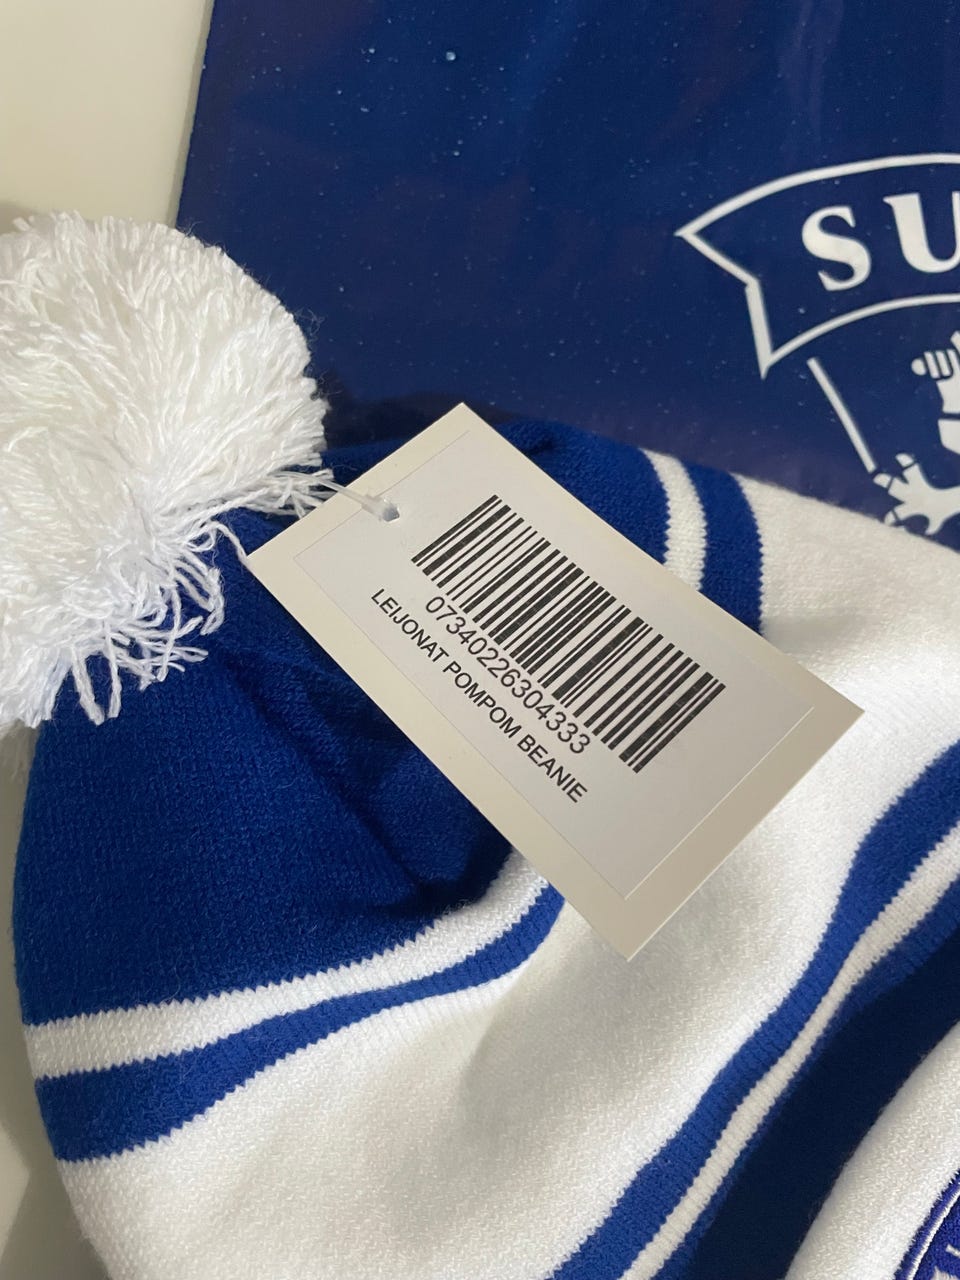 SU
07340226304333
LEIJONAT POMPOM BEANIE